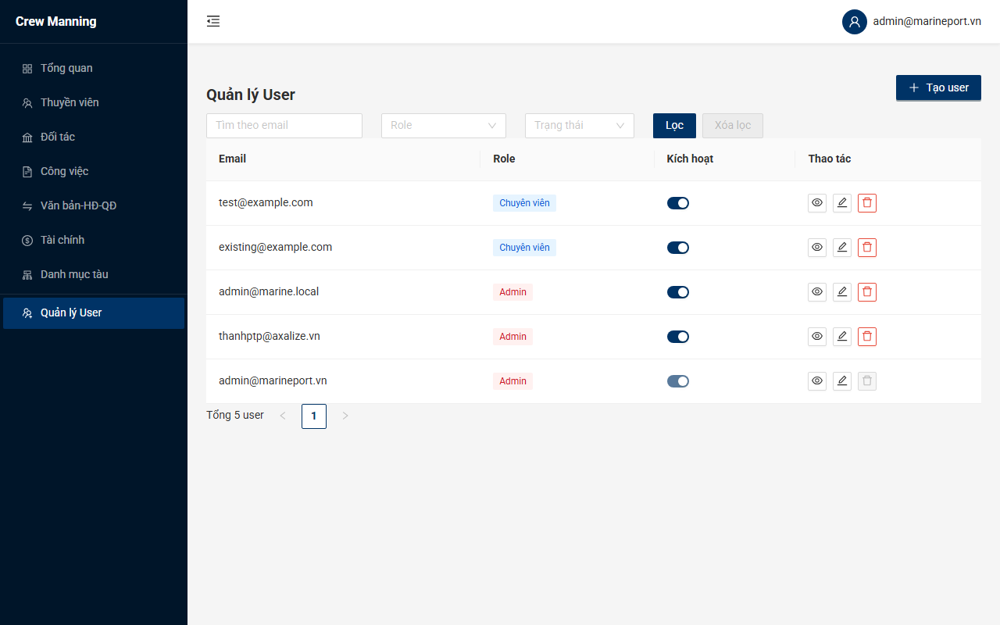 Crew Manning
admin@marineport.vn
Tổng quan
Thuyền viên
Đối tác
Công việc
Văn bản-HĐ-QĐ
Tài chính
Danh mục tàu
Quản lý User
Quản lý User
Tạo user
Tìm theo email
Role
Trạng thái
Lọc
Xóa lọc
Email Role Kích hoạt Thao tác
test@example.com Chuyên viên
existing@example.com Chuyên viên
admin@marine.local Admin
thanhptp@axalize.vn Admin
admin@marineport.vn Admin
Tổng 5 user 1